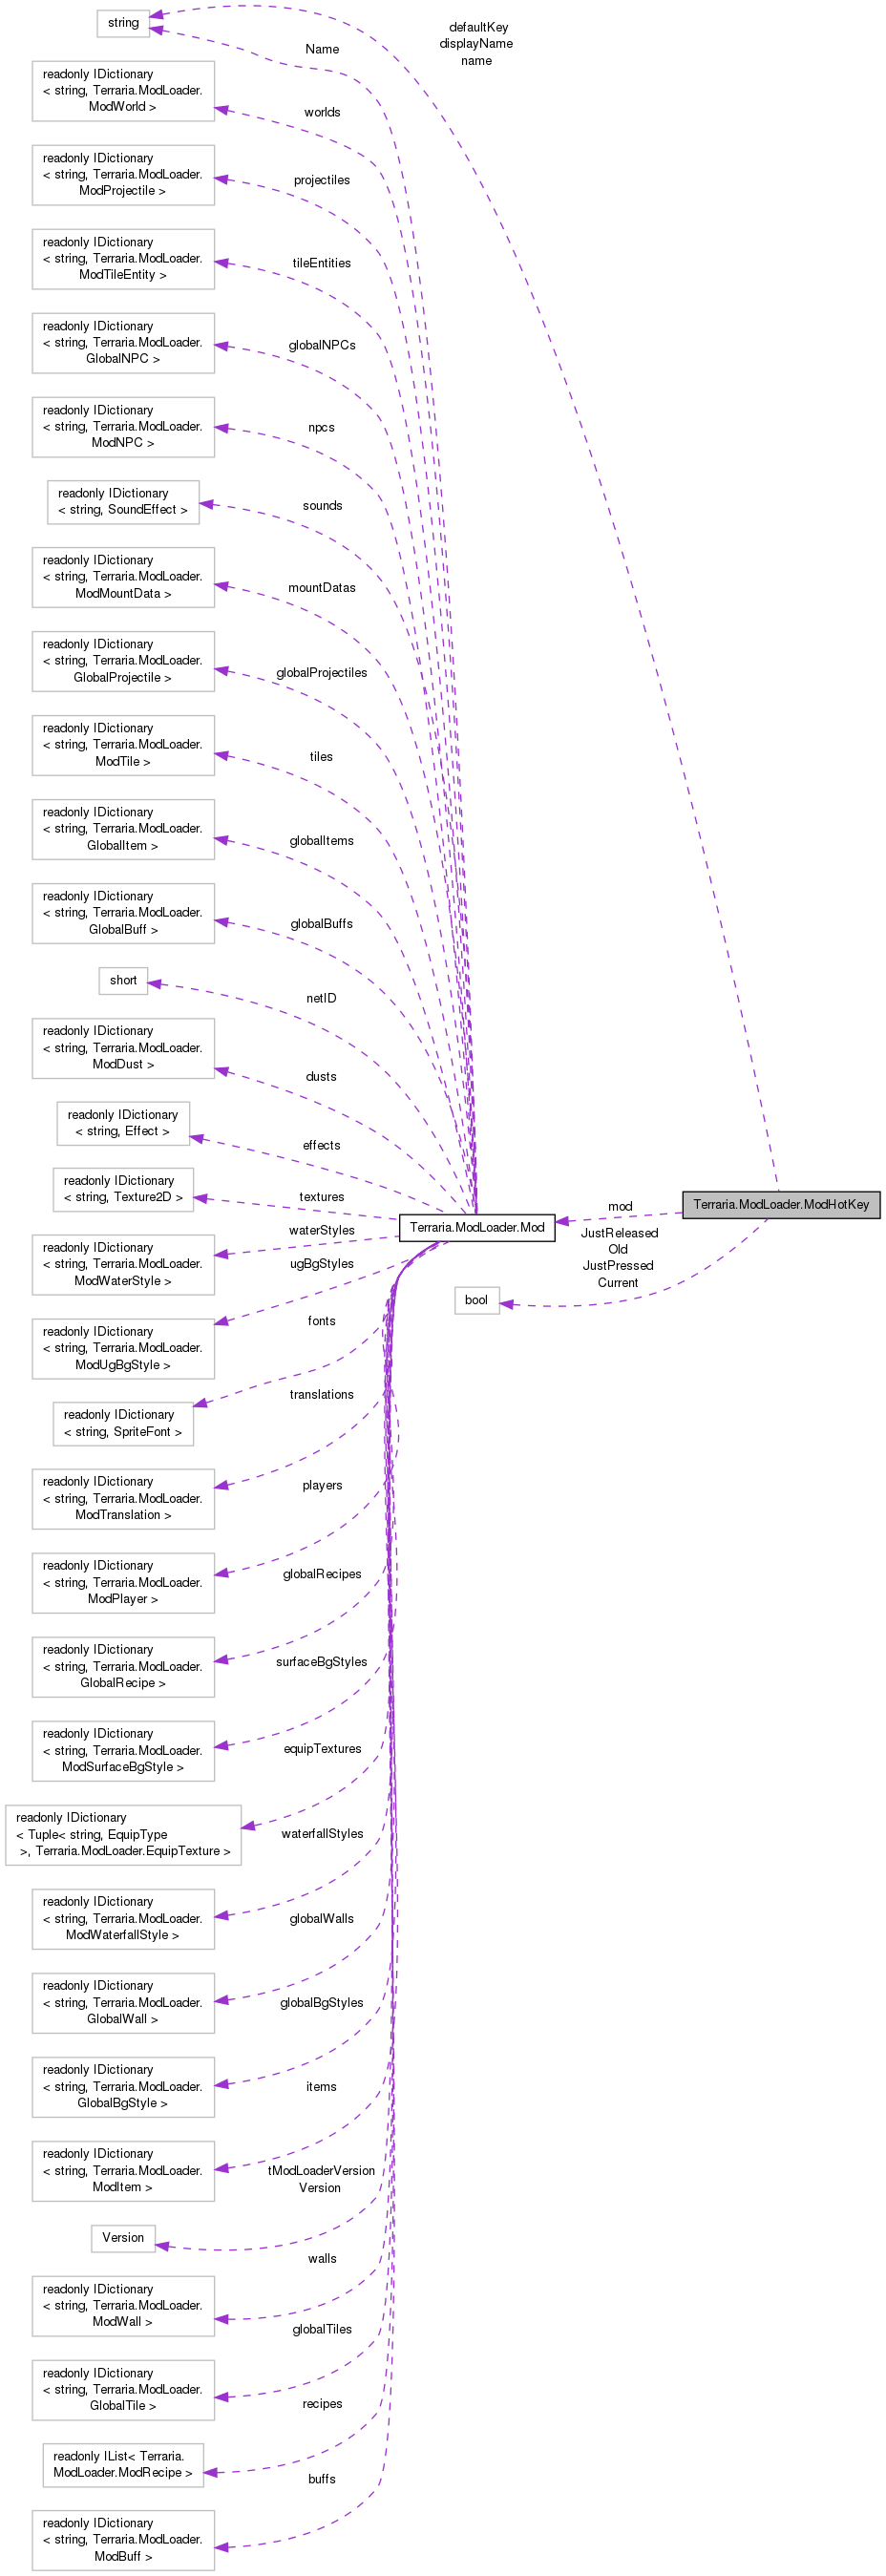 string
defaultKey
displayName
name
Name
readonly IDictionary
< string, Terraria.ModLoader.
ModWorld >
worlds
readonly IDictionary
< string, Terraria.ModLoader.
ModProjectile >
projectiles
readonly IDictionary
< string, Terraria.ModLoader.
ModTileEntity >
tileEntities
readonly IDictionary
< string, Terraria.ModLoader.
GlobalNPC >
globalNPCs
readonly IDictionary
< string, Terraria.ModLoader.
ModNPC >
npcs
readonly IDictionary
< string, SoundEffect >
sounds
readonly IDictionary
< string, Terraria.ModLoader.
ModMountData >
mountDatas
readonly IDictionary
< string, Terraria.ModLoader.
GlobalProjectile >
globalProjectiles
readonly IDictionary
< string, Terraria.ModLoader.
ModTile >
tiles
readonly IDictionary
< string, Terraria.ModLoader.
GlobalItem >
globalItems
readonly IDictionary
< string, Terraria.ModLoader.
GlobalBuff >
globalBuffs
short
netID
readonly IDictionary
< string, Terraria.ModLoader.
ModDust >
dusts
readonly IDictionary
< string, Effect >
effects
readonly IDictionary
< string, Texture2D >
textures
Terraria.ModLoader.Mod
mod
Terraria.ModLoader.ModHotKey
JustReleased
Old
JustPressed
Current
bool
readonly IDictionary
< string, Terraria.ModLoader.
ModWaterStyle >
waterStyles
readonly IDictionary
< string, Terraria.ModLoader.
ModUgBgStyle >
ugBgStyles
readonly IDictionary
< string, SpriteFont >
fonts
readonly IDictionary
< string, Terraria.ModLoader.
ModTranslation >
translations
readonly IDictionary
< string, Terraria.ModLoader.
ModPlayer >
players
readonly IDictionary
< string, Terraria.ModLoader.
GlobalRecipe >
globalRecipes
readonly IDictionary
< string, Terraria.ModLoader.
ModSurfaceBgStyle >
surfaceBgStyles
readonly IDictionary
< Tuple< string, EquipType
>, Terraria.ModLoader.EquipTexture >
equipTextures
readonly IDictionary
< string, Terraria.ModLoader.
ModWaterfallStyle >
waterfallStyles
readonly IDictionary
< string, Terraria.ModLoader.
GlobalWall >
globalWalls
readonly IDictionary
< string, Terraria.ModLoader.
GlobalBgStyle >
globalBgStyles
readonly IDictionary
< string, Terraria.ModLoader.
ModItem >
items
Version
tModLoaderVersion
Version
readonly IDictionary
< string, Terraria.ModLoader.
ModWall >
walls
readonly IDictionary
< string, Terraria.ModLoader.
GlobalTile >
globalTiles
readonly IList< Terraria.
ModLoader.ModRecipe >
recipes
readonly IDictionary
< string, Terraria.ModLoader.
ModBuff >
buffs